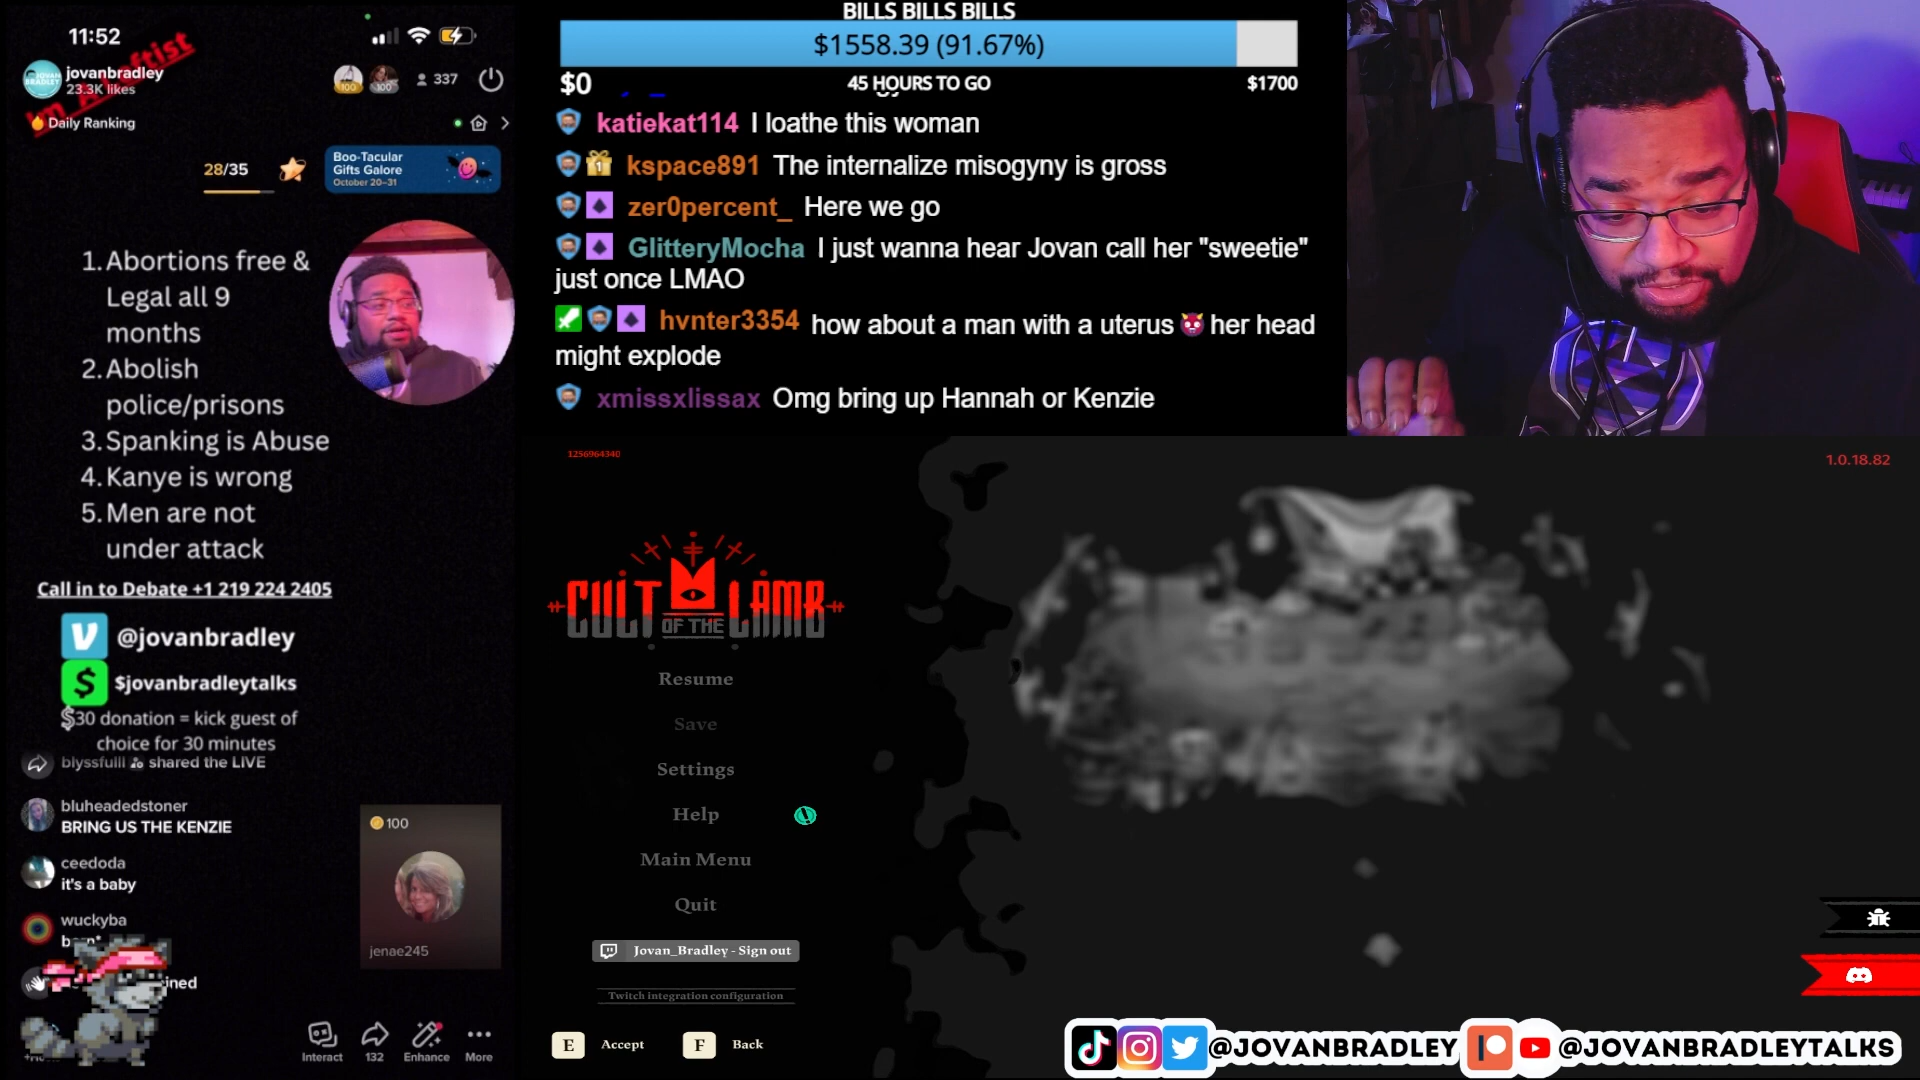 11:52
jovanbradley
23.3K likes
100
100
337
Daily Ranking
28/35
Boo-Tacular
Gifts Galore
October 20–31
1. Abortions free &
Legal all 9
months
2. Abolish
police/prisons
3. Spanking is Abuse
4. Kanye is wrong
5. Men are not
under attack
Call in to Debate +1 219 224 2405
@jovanbradley
$jovanbradleytalks
$30 donation = kick guest of
choice for 30 minutes
blyssfulll shared the LIVE
bluheadedstoner
BRING US THE KENZIE
ceedoda
it's a baby
wuckyba
100
jenae245
Interact
132
Enhance
More
BILLS BILLS BILLS
$1558.39 (91.67%)
$0
45 HOURS TO GO
$1700
katiekat114 I loathe this woman
kspace891 The internalize misogyny is gross
zer0percent_ Here we go
GlitteryMocha I just wanna hear Jovan call her "sweetie"
just once LMAO
hvnter3354 how about a man with a uterus 👿 her head
might explode
xmissxlissax Omg bring up Hannah or Kenzie
1256964340
1.0.18.82
CULT OF THE LAMB
Resume
Save
Settings
Help
Main Menu
Quit
Jovan_Bradley - Sign out
Twitch integration configuration
E Accept F Back
@JOVANBRADLEY @JOVANBRADLEYTALKS